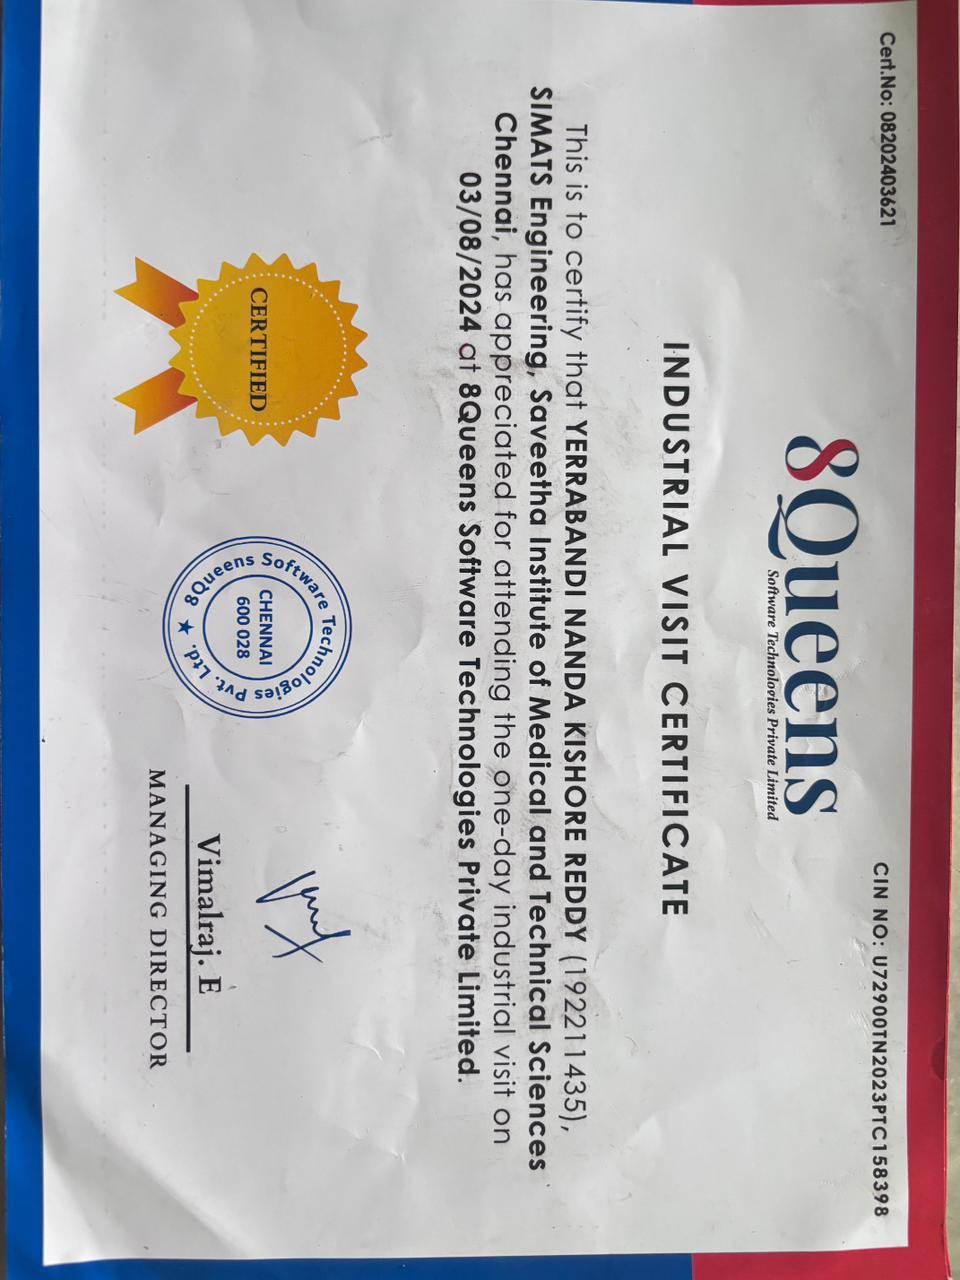 Cert.No: 08202403621
CIN NO: U72900TN2023PTC158398
8Queens
Software Technologies Private Limited
INDUSTRIAL VISIT CERTIFICATE
This is to certify that YERRABANDI NANDA KISHORE REDDY (192211435),
SIMATS Engineering, Saveetha Institute of Medical and Technical Sciences
Chennai, has appreciated for attending the one-day industrial visit on
03/08/2024 at 8Queens Software Technologies Private Limited.
CERTIFIED
8Queens Software Technologies Pvt. Ltd. ★
CHENNAI
600 028
Vimalraj. E
MANAGING DIRECTOR